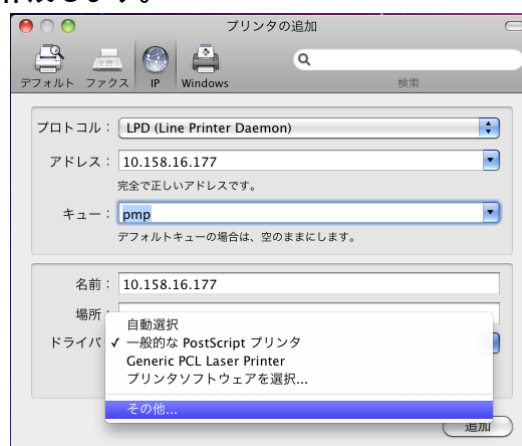 作成します。
プリンタの追加
デフォルト ファクス IP Windows 検索
プロトコル： LPD (Line Printer Daemon)
アドレス： 10.158.16.177
完全で正しいアドレスです。
キュー： pmp
デフォルトキューの場合は、空のままにします。
名前： 10.158.16.177
場所：
自動選択
ドライバ ✓ 一般的な PostScript プリンタ
Generic PCL Laser Printer
プリンタソフトウェアを選択...
その他...
追加